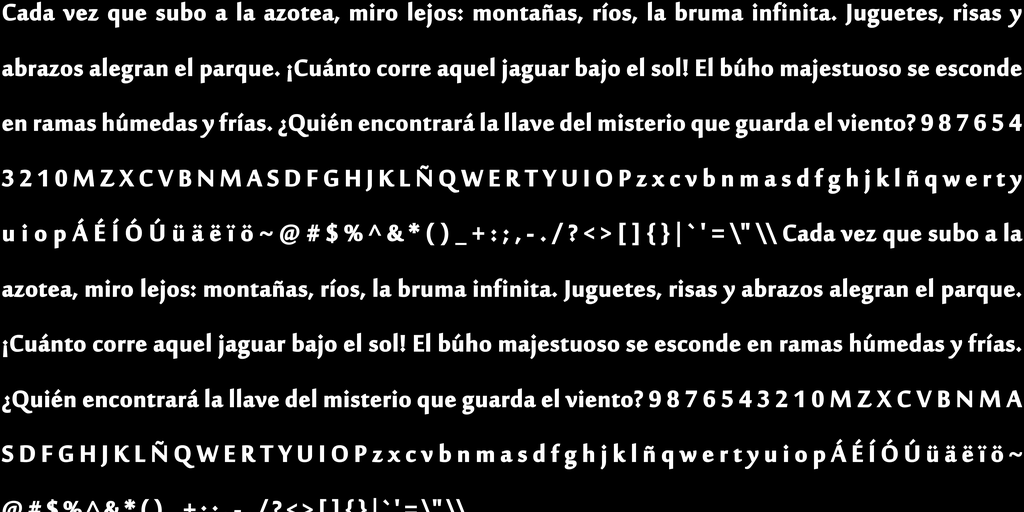 Cada vez que subo a la azotea, miro lejos: montañas, ríos, la bruma infinita. Juguetes, risas y
abrazos alegran el parque. ¡Cuánto corre aquel jaguar bajo el sol! El búho majestuoso se esconde
en ramas húmedas y frías. ¿Quién encontrará la llave del misterio que guarda el viento? 9 8 7 6 5 4
3 2 1 0 M Z X C V B N M A S D F G H J K L Ñ Q W E R T Y U I O P z x c v b n m a s d f g h j k l ñ q w e r t y
u i o p Á É Í Ó Ú ü ä ë ï ö ~ @ # $ % ^ & * ( ) _ + : ; , - . / ? < > [ ] { } | ` ' = \" \\ Cada vez que subo a la
azotea, miro lejos: montañas, ríos, la bruma infinita. Juguetes, risas y abrazos alegran el parque.
¡Cuánto corre aquel jaguar bajo el sol! El búho majestuoso se esconde en ramas húmedas y frías.
¿Quién encontrará la llave del misterio que guarda el viento? 9 8 7 6 5 4 3 2 1 0 M Z X C V B N M A
S D F G H J K L Ñ Q W E R T Y U I O P z x c v b n m a s d f g h j k l ñ q w e r t y u i o p Á É Í Ó Ú ü ä ë ï ö ~
@ # $ % ^ & * ( ) _ + : ; , - . / ? < > [ ] { } | ` ' = \" \\